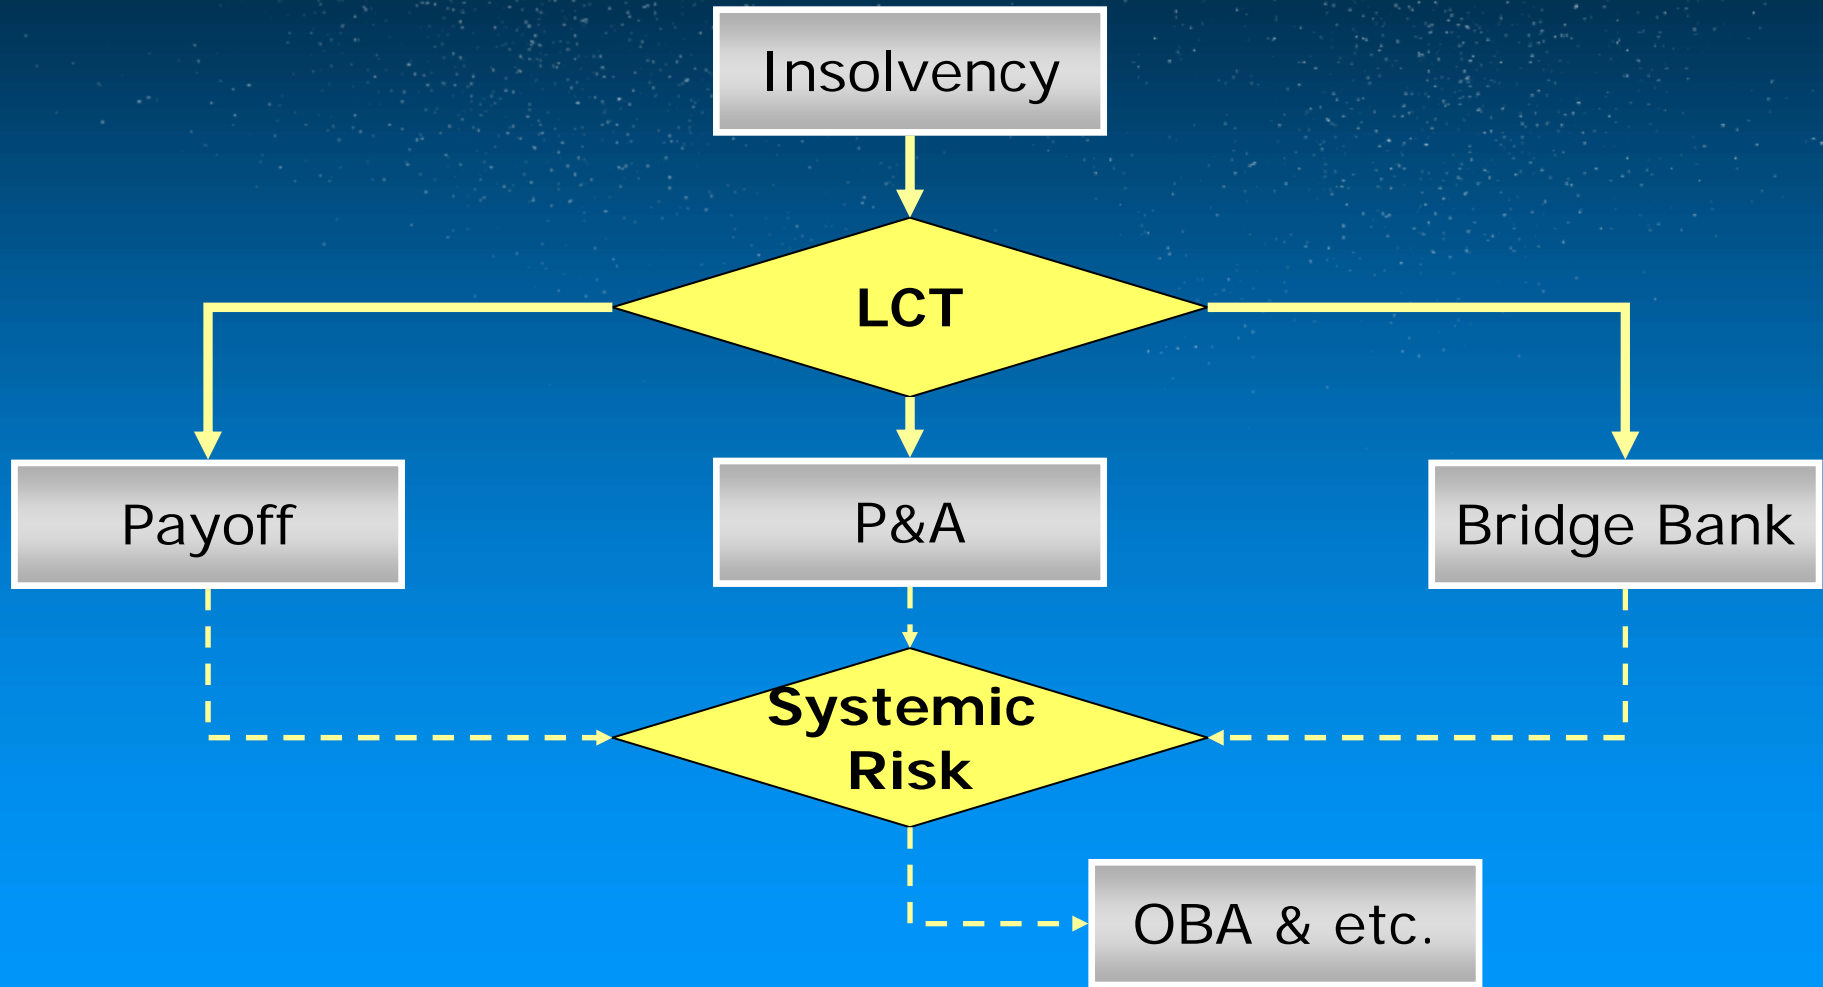 Insolvency
LCT
Payoff
P&A
Bridge Bank
Systemic
Risk
OBA & etc.